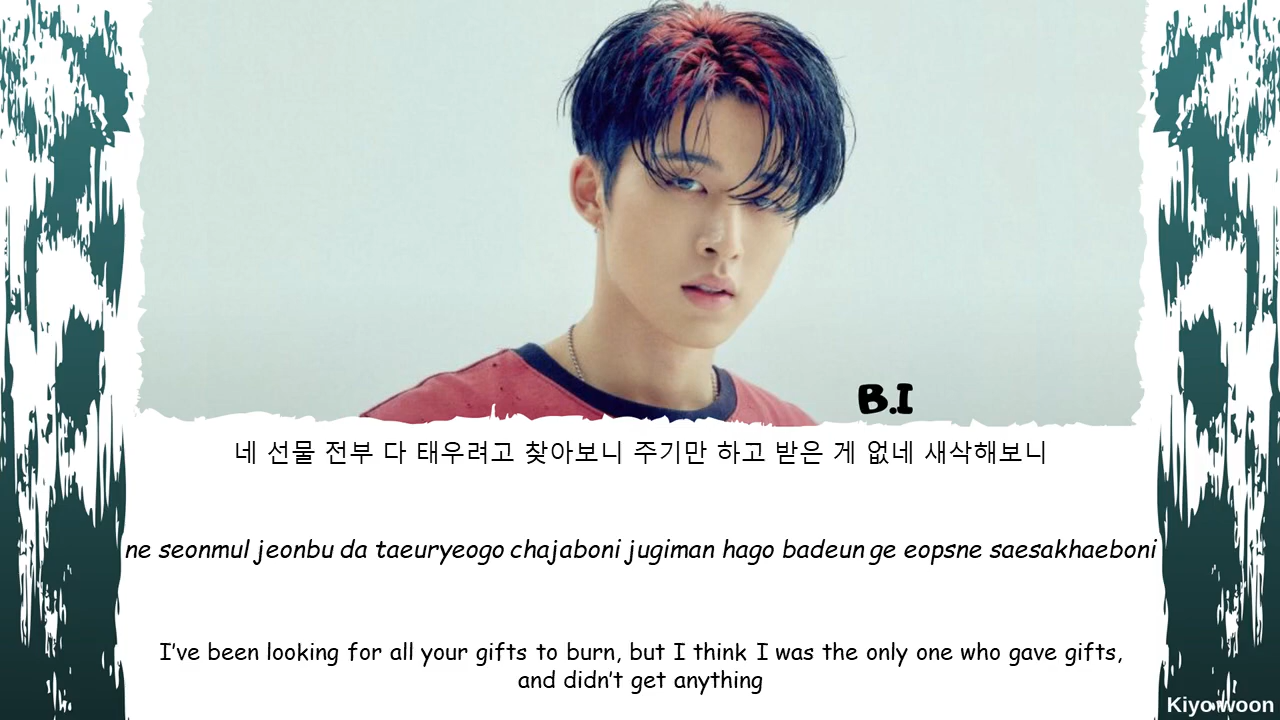 B.I
네 선물 전부 다 태우려고 찾아보니 주기만 하고 받은 게 없네 새삭해보니
ne seonmul jeonbu da taeuryeogo chajaboni jugiman hago badeun ge eopsne saesakhaeboni
I've been looking for all your gifts to burn, but I think I was the only one who gave gifts,
and didn't get anything
Kiyo woon